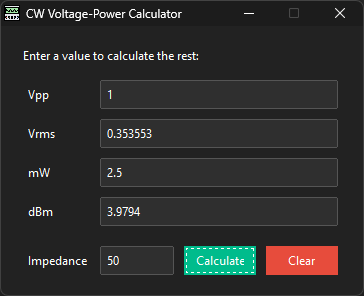 CW Voltage-Power Calculator
Enter a value to calculate the rest:
Vpp 1
Vrms 0.353553
mW 2.5
dBm 3.9794
Impedance 50 Calculate Clear